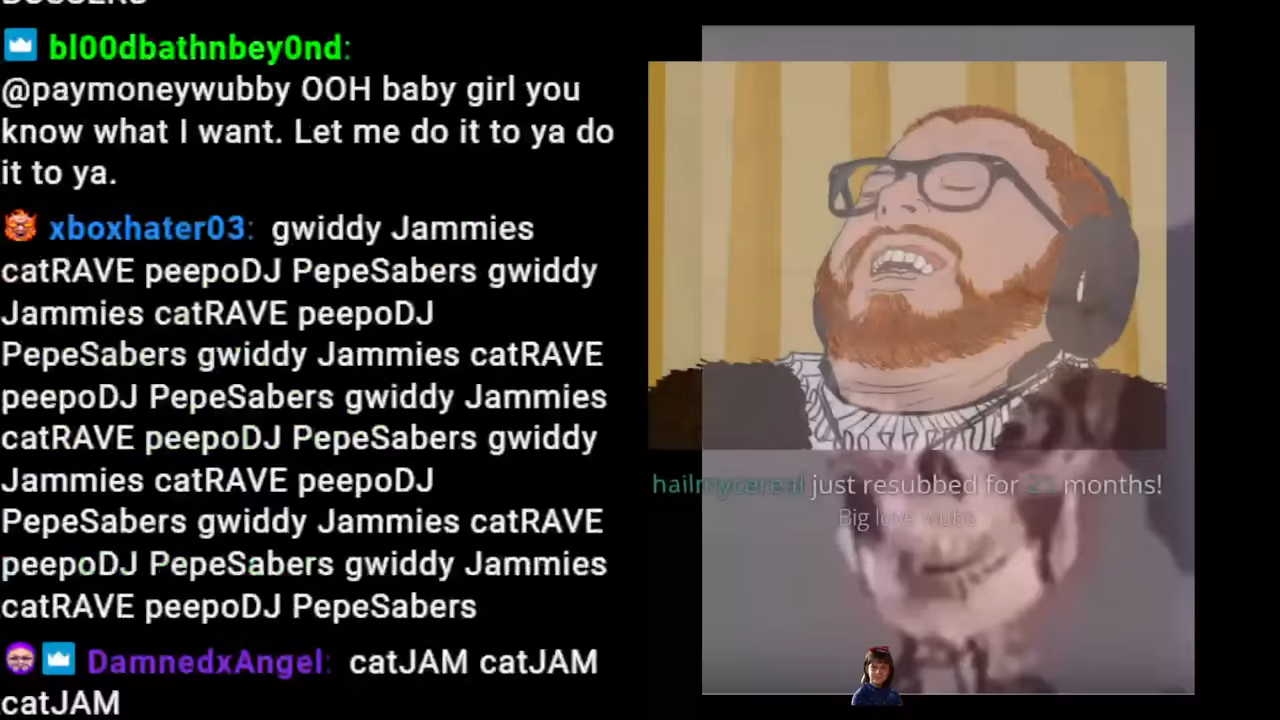 bl00dbathnbey0nd:
@paymoneywubby OOH baby girl you
know what I want. Let me do it to ya do
it to ya.
xboxhater03: gwiddy Jammies
catRAVE peepoDJ PepeSabers gwiddy
Jammies catRAVE peepoDJ
PepeSabers gwiddy Jammies catRAVE
peepoDJ PepeSabers gwiddy Jammies
catRAVE peepoDJ PepeSabers gwiddy
Jammies catRAVE peepoDJ
PepeSabers gwiddy Jammies catRAVE
peepoDJ PepeSabers gwiddy Jammies
catRAVE peepoDJ PepeSabers
DamnedxAngel: catJAM catJAM
catJAM
hailmycereal just resubbed for months!
Big love